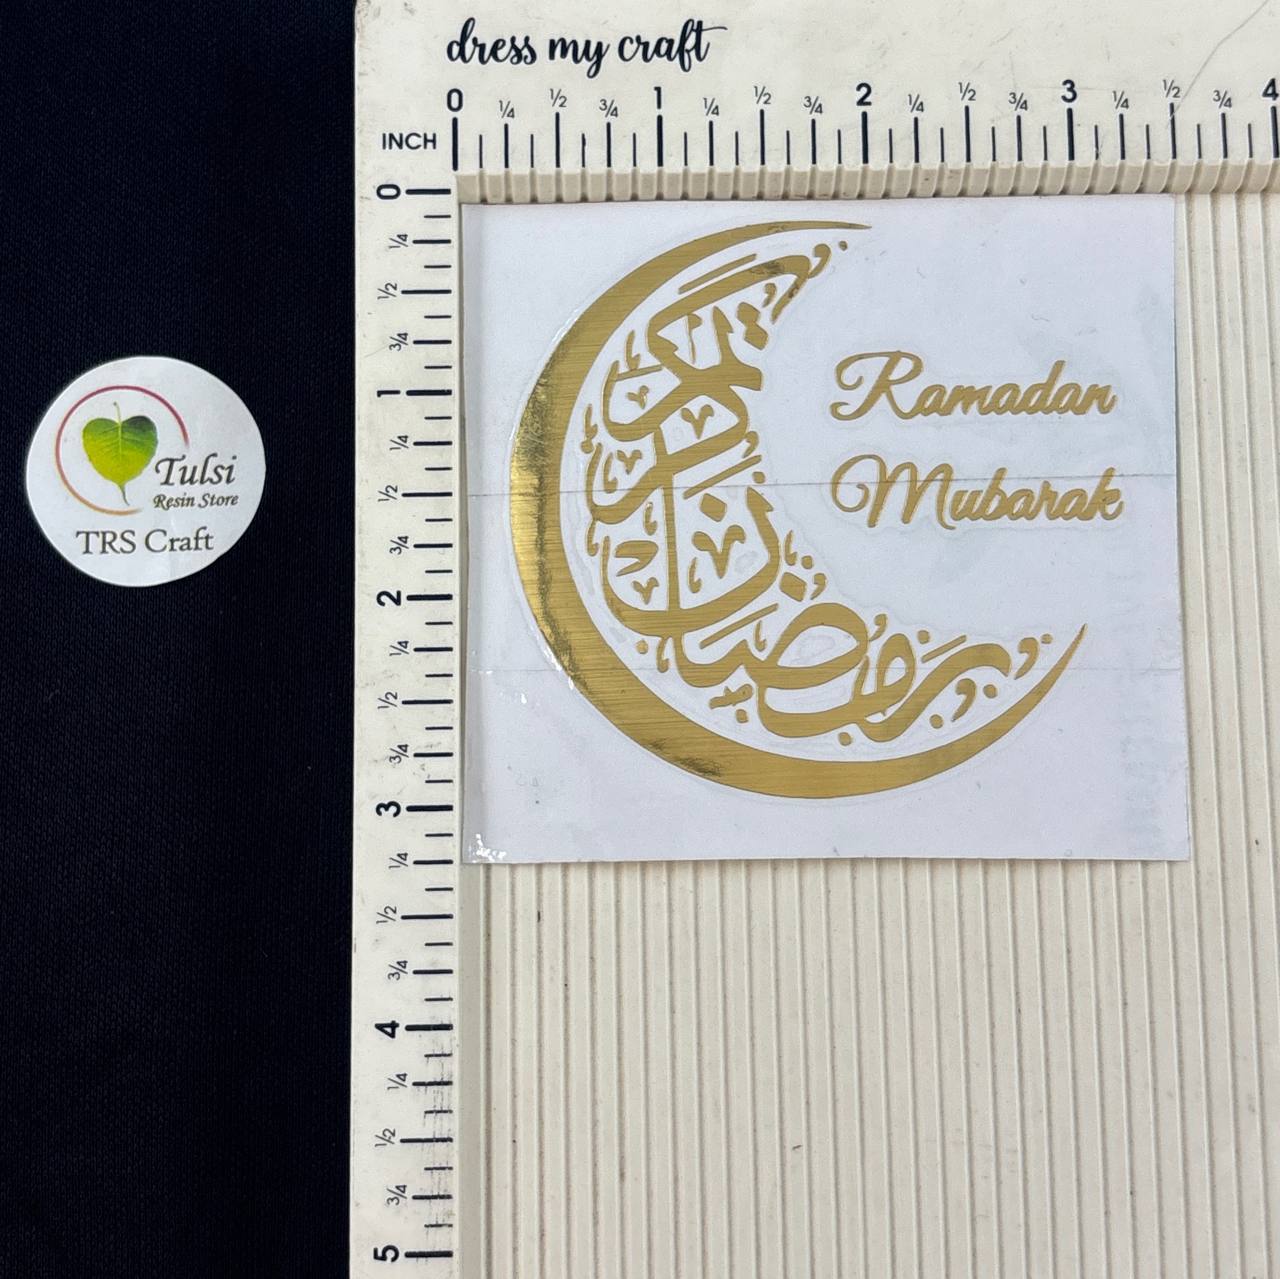 dress my craft
0 ¼ ½ ¾ 1 ¼ ½ ¾ 2 ¼ ½ ¾ 3 ¼ ½ ¾ 4
INCH
0
¼
½
¾
1
¼
½
¾
2
¼
½
¾
3
¼
½
¾
4
¼
½
¾
5
رمضان كريم
Ramadan
Mubarak
Tulsi
Resin Store
TRS Craft